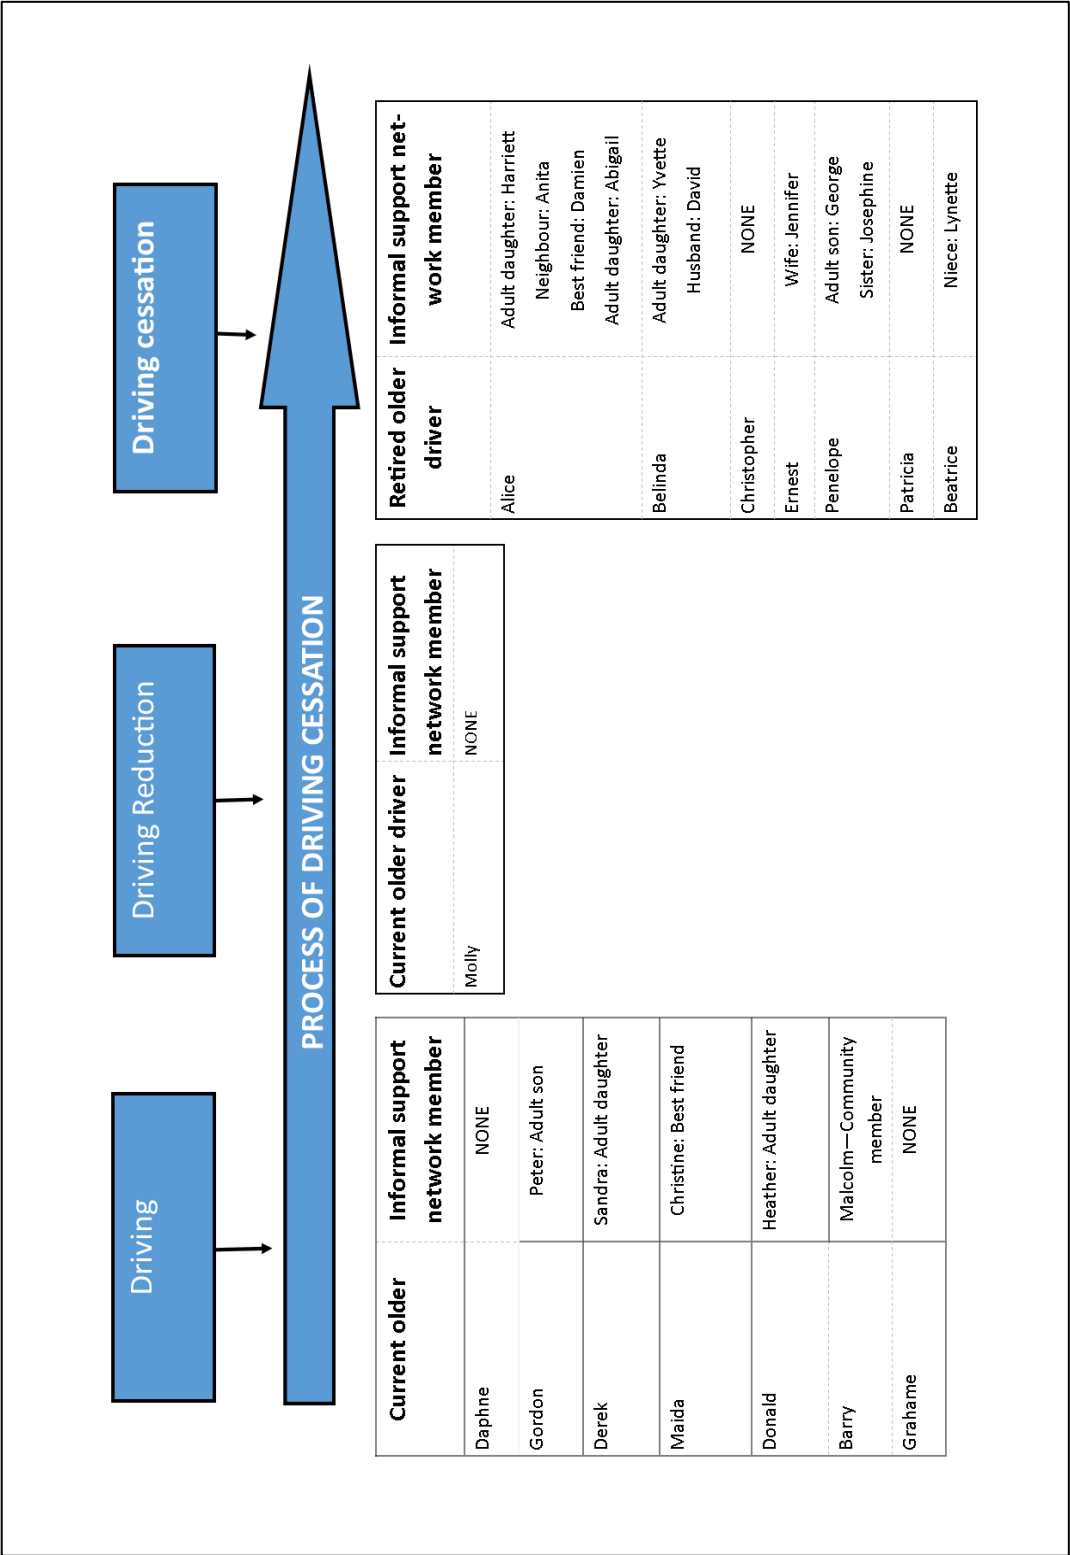 Driving
Driving Reduction
Driving cessation
PROCESS OF DRIVING CESSATION
Current older
Informal support
network member
Daphne
NONE
Gordon
Peter: Adult son
Derek
Sandra: Adult daughter
Maida
Christine: Best friend
Donald
Heather: Adult daughter
Barry
Malcolm—Community
member
Grahame
NONE
Current older driver
Informal support
network member
Molly
NONE
Retired older
driver
Informal support net-
work member
Alice
Adult daughter: Harriett
Neighbour: Anita
Best friend: Damien
Adult daughter: Abigail
Belinda
Adult daughter: Yvette
Husband: David
Christopher
NONE
Ernest
Wife: Jennifer
Penelope
Adult son: George
Sister: Josephine
Patricia
NONE
Beatrice
Niece: Lynette